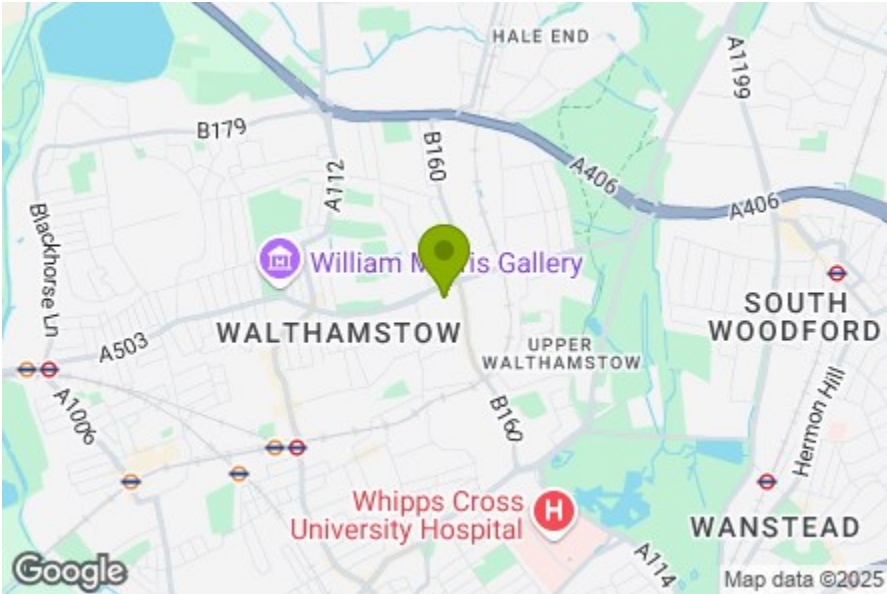 HALE END
A1199
B179
B160
A112
A406
A406
Blackhorse Ln
William M ris Gallery
SOUTH
WOODFORD
WALTHAMSTOW
A503
UPPER
WALTHAMSTOW
A1006
B160
Hermon Hill
Whipps Cross
University Hospital
H
WANSTEAD
A114
Google
Map data ©2025